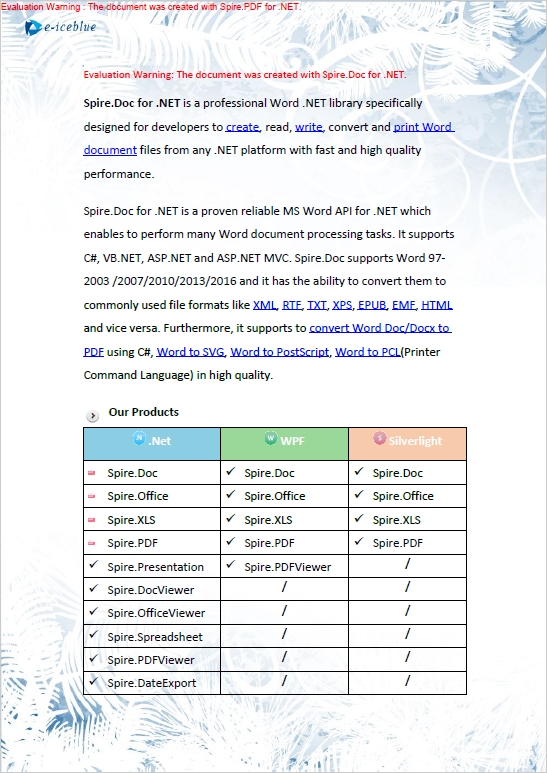 Evaluation Warning : The document was created with Spire.PDF for .NET.
e-iceblue
Evaluation Warning: The document was created with Spire.Doc for .NET.
Spire.Doc for .NET is a professional Word .NET library specifically
designed for developers to create, read, write, convert and print Word
document files from any .NET platform with fast and high quality
performance.
Spire.Doc for .NET is a proven reliable MS Word API for .NET which
enables to perform many Word document processing tasks. It supports
C#, VB.NET, ASP.NET and ASP.NET MVC. Spire.Doc supports Word 97-
2003 /2007/2010/2013/2016 and it has the ability to convert them to
commonly used file formats like XML, RTF, TXT, XPS, EPUB, EMF, HTML
and vice versa. Furthermore, it supports to convert Word Doc/Docx to
PDF using C#, Word to SVG, Word to PostScript, Word to PCL(Printer
Command Language) in high quality.
Our Products
N .Net W WPF S Silverlight
Spire.Doc ✓ Spire.Doc ✓ Spire.Doc
Spire.Office ✓ Spire.Office ✓ Spire.Office
Spire.XLS ✓ Spire.XLS ✓ Spire.XLS
Spire.PDF ✓ Spire.PDF ✓ Spire.PDF
✓ Spire.Presentation ✓ Spire.PDFViewer /
✓ Spire.DocViewer / /
✓ Spire.OfficeViewer / /
✓ Spire.Spreadsheet / /
✓ Spire.PDFViewer / /
✓ Spire.DateExport / /